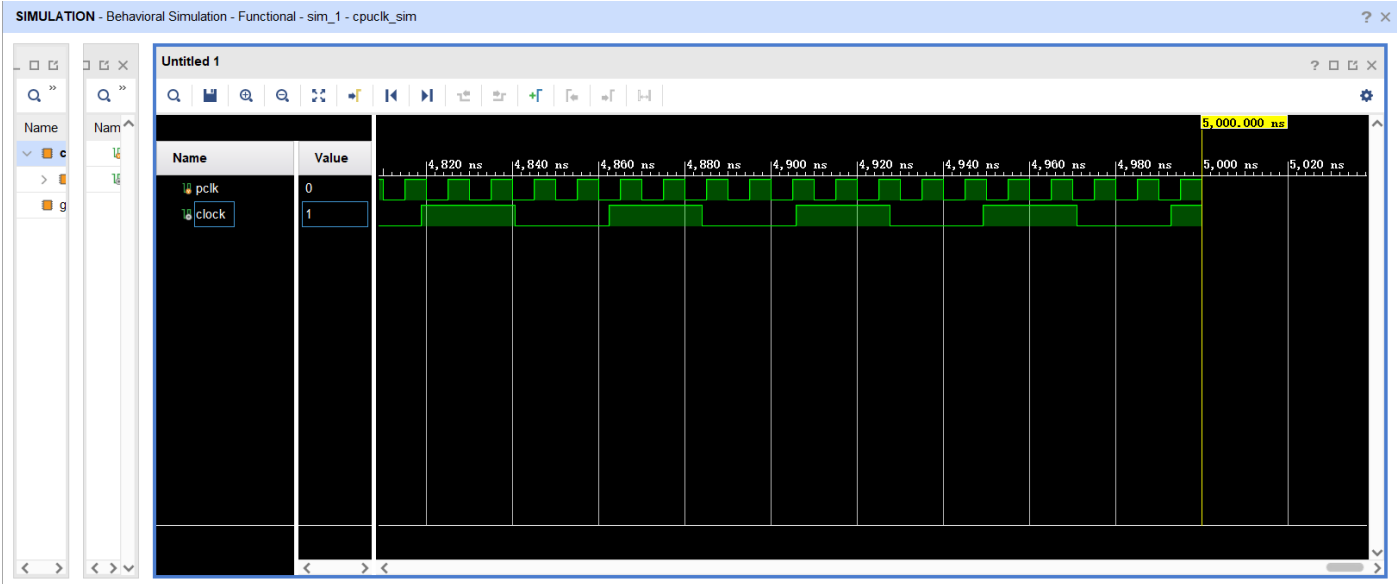 SIMULATION - Behavioral Simulation - Functional - sim_1 - cpuclk_sim
? ×
Untitled 1
?
Name
Nam
c
g
5,000.000 ns
Name
Value
4,820 ns
4,840 ns
4,860 ns
4,880 ns
4,900 ns
4,920 ns
4,940 ns
4,960 ns
4,980 ns
5,000 ns
5,020 ns
pclk
0
clock
1